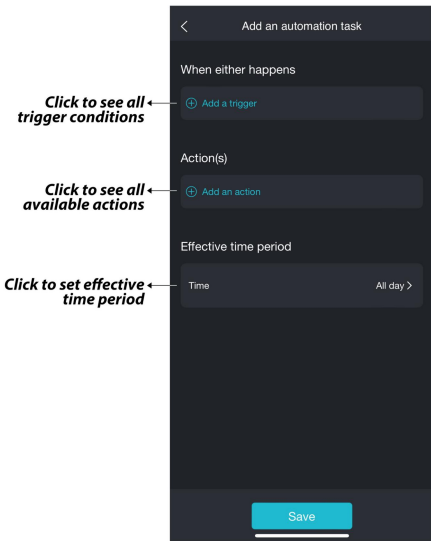 Add an automation task
When either happens
Click to see all
trigger conditions
Add a trigger
Action(s)
Click to see all
available actions
Add an action
Effective time period
Click to set effective
time period
Time All day
Save